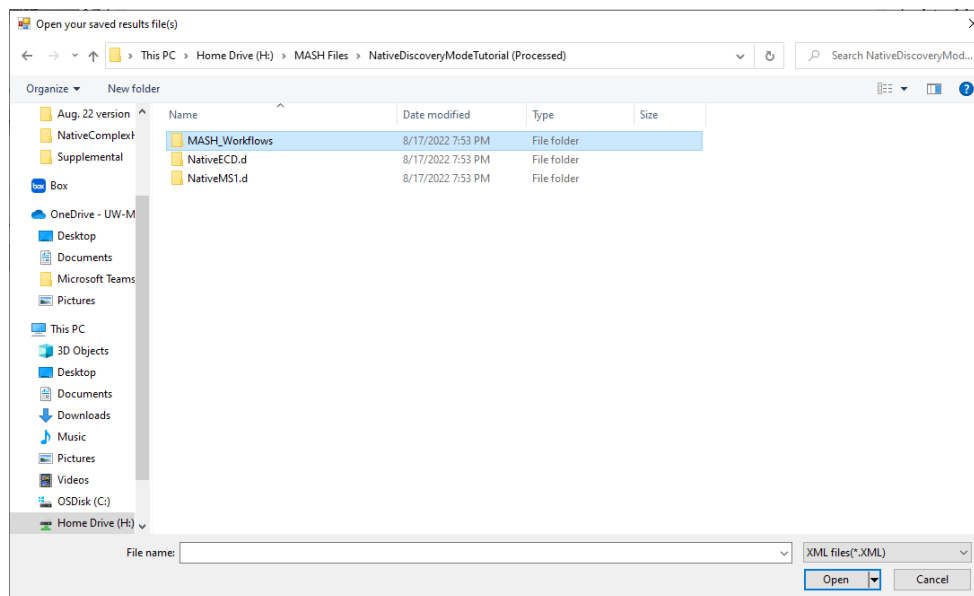 Open your saved results file(s)
This PC > Home Drive (H:) > MASH Files > NativeDiscoveryModeTutorial (Processed)
Search NativeDiscoveryMod...
Organize
New folder
Name Date modified Type Size
MASH_Workflows 8/17/2022 7:53 PM File folder
NativeECD.d 8/17/2022 7:53 PM File folder
NativeMS1.d 8/17/2022 7:53 PM File folder
Aug. 22 version
NativeComplexH
Supplemental
box Box
OneDrive - UW-M
Desktop
Documents
Microsoft Teams
Pictures
This PC
3D Objects
Desktop
Documents
Downloads
Music
Pictures
Videos
OSDisk (C:)
Home Drive (H:)
File name:
XML files(*.XML)
Open
Cancel